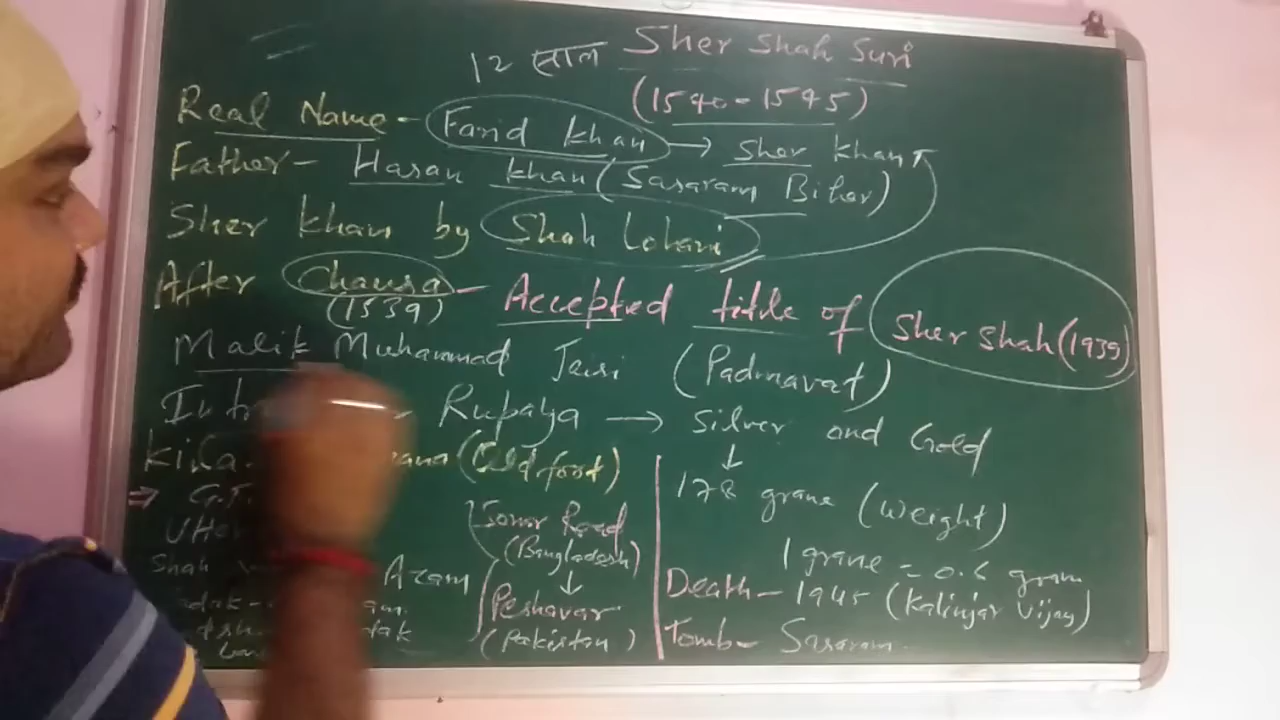 12 साल Sher Shah Suri
(1540-1545)
Real Name - Farid Khan → Sher Khan
Father - Hasan Khan (Sasaram Bihar)
Sher Khan by Shah Lohani
After Chausa - Accepted title of Sher Shah (1939)
(1539)
Malik Muhammad Jaisi (Padmavat)
Rupaya → Silver and Gold
(Old fort)
178 grane (Weight)
1 grane = 0.6 gram
Sonar Road
(Bangladesh)
↓
Peshavar
(Pakistan)
Azam
Shah
Death - 1945 (Kalinjar Vijay)
Tomb - Sasaram